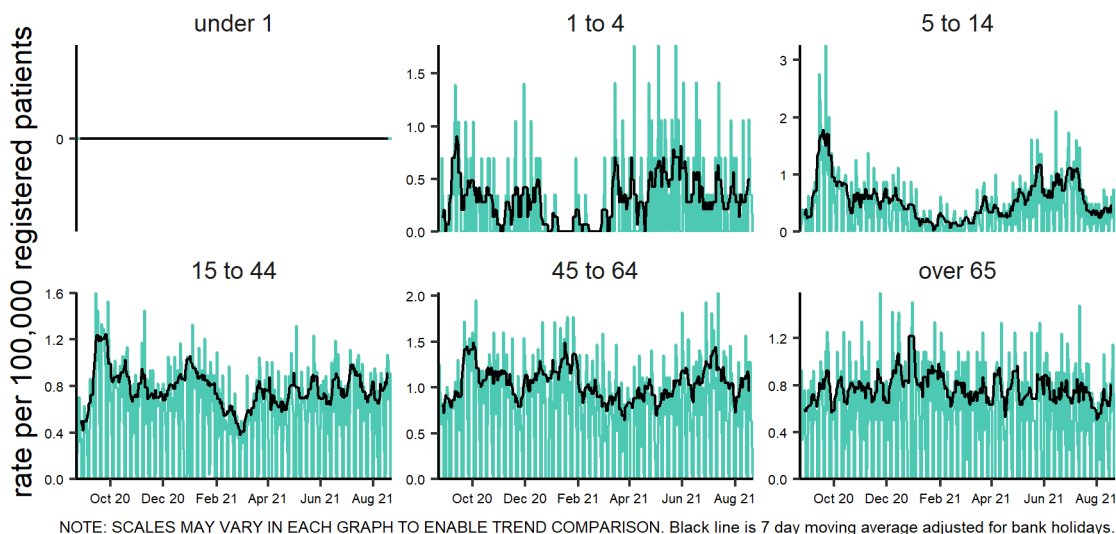 rate per 100,000 registered patients
under 1
0
1 to 4
1.5
1.0
0.5
0.0
5 to 14
3
2
1
0
15 to 44
1.6
1.2
0.8
0.4
0.0
Oct 20 Dec 20 Feb 21 Apr 21 Jun 21 Aug 21
45 to 64
2.0
1.5
1.0
0.5
0.0
Oct 20 Dec 20 Feb 21 Apr 21 Jun 21 Aug 21
over 65
1.2
0.8
0.4
0.0
Oct 20 Dec 20 Feb 21 Apr 21 Jun 21 Aug 21
NOTE: SCALES MAY VARY IN EACH GRAPH TO ENABLE TREND COMPARISON. Black line is 7 day moving average adjusted for bank holidays.